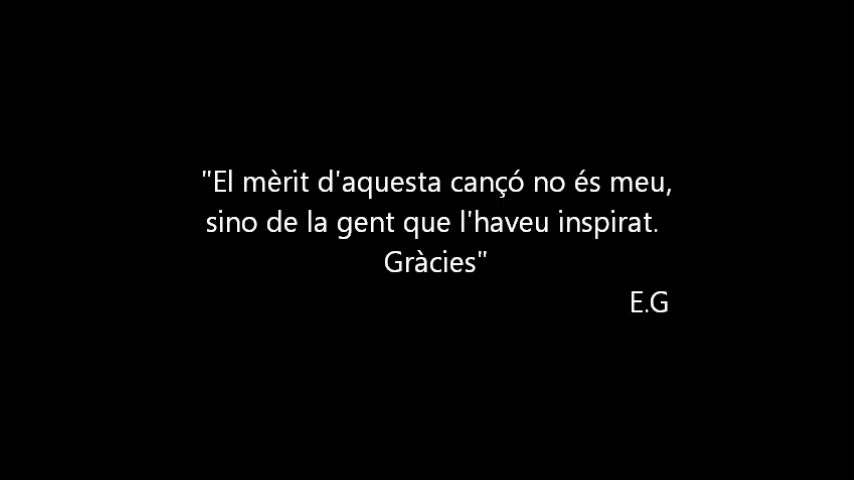 "El mèrit d'aquesta cançó no és meu,
sino de la gent que l'haveu inspirat.
Gràcies"
E.G